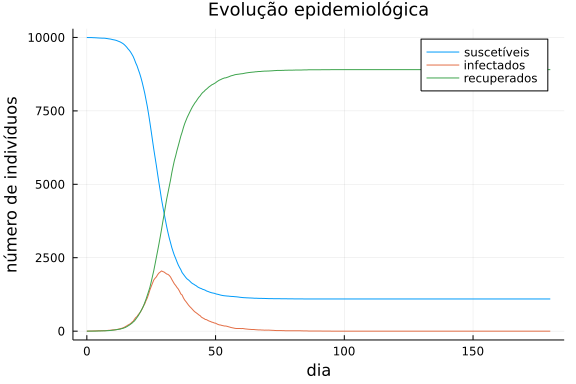 Evolução epidemiológica
número de indivíduos
10000
7500
5000
2500
0
suscetíveis
infectados
recuperados
0 50 100 150
dia